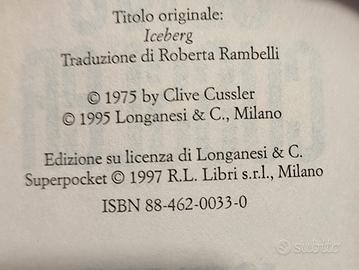 Titolo originale:
Iceberg
Traduzione di Roberta Rambelli
© 1975 by Clive Cussler
© 1995 Longanesi & C., Milano
Edizione su licenza di Longanesi & C.
Superpocket © 1997 R.L. Libri s.r.l., Milano
ISBN 88-462-0033-0
subito